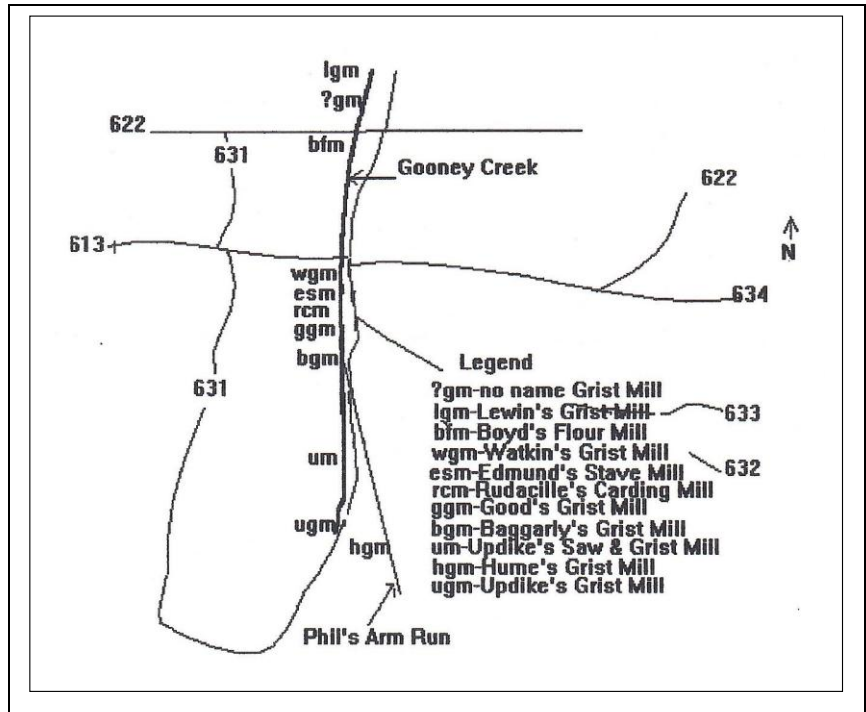 lgm
?gm
622
bfm
631
Gooney Creek
622
613
N
wgm
634
esm
rcm
ggm
bgm
Legend
631
?gm-no name Grist Mill
lgm-Lewin's Grist Mill
633
bfm-Boyd's Flour Mill
wgm-Watkin's Grist Mill
um
632
esm-Edmund's Stave Mill
rcm-Rudacille's Carding Mill
ggm-Good's Grist Mill
ugm
bgm-Baggarly's Grist Mill
hgm
um-Updike's Saw & Grist Mill
hgm-Hume's Grist Mill
ugm-Updike's Grist Mill
Phil's Arm Run